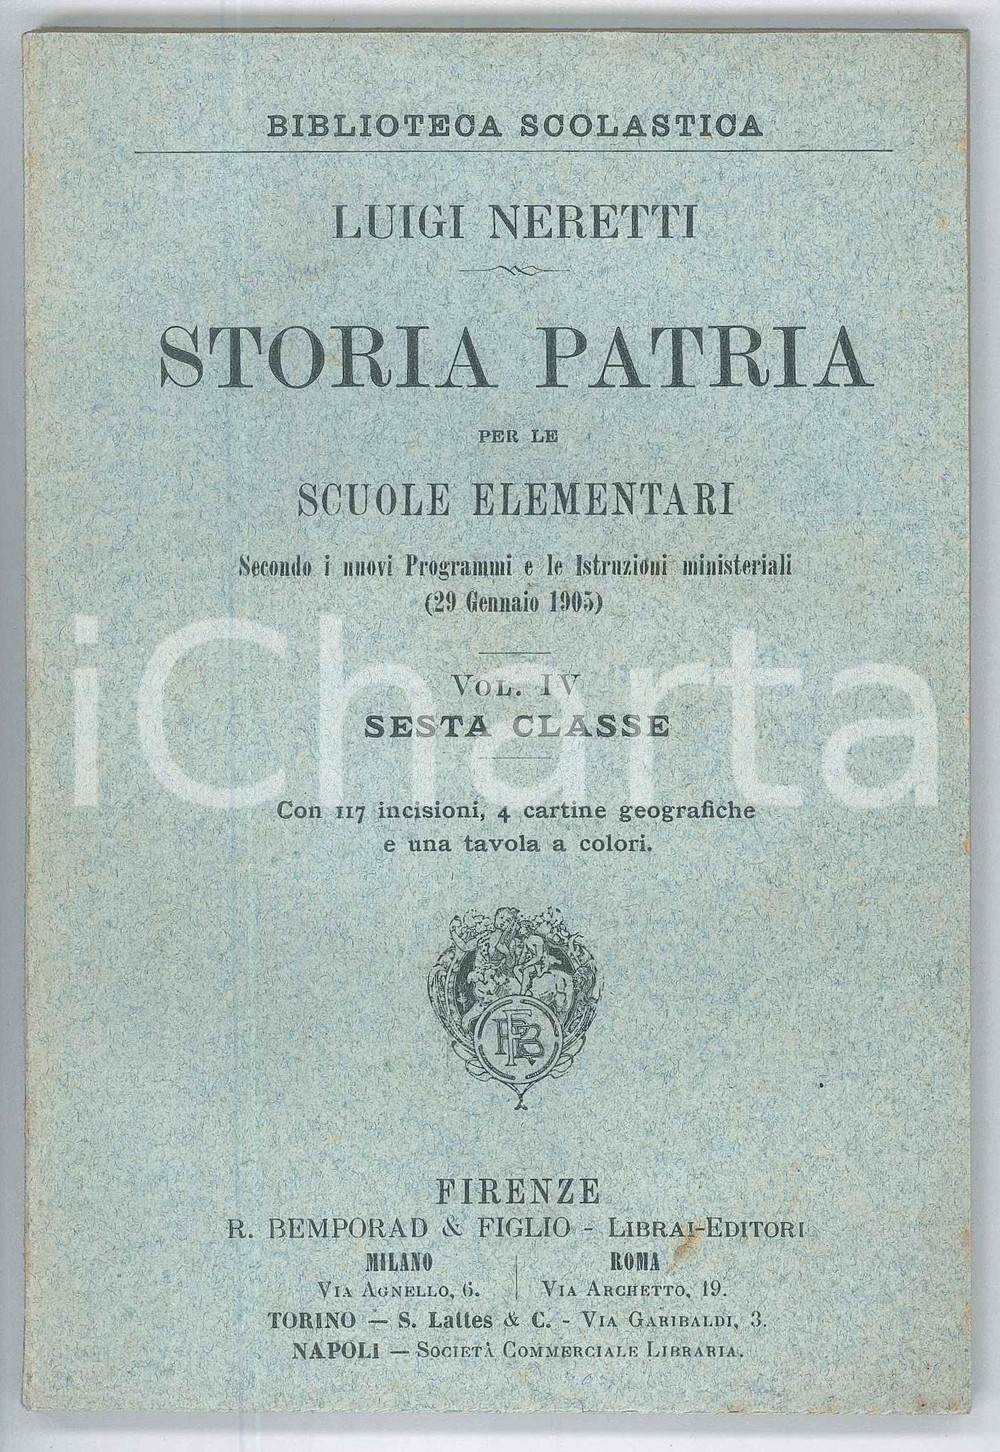 BIBLIOTECA SCOLASTICA
LUIGI NERETTI
STORIA PATRIA
PER LE
SCUOLE ELEMENTARI
Secondo i nuovi Programmi e le Istruzioni ministeriali
(29 Gennaio 1905)
iCharta
VOL. IV
SESTA CLASSE
Con 117 incisioni, 4 cartine geografiche
e una tavola a colori.
FIRENZE
R. BEMPORAD & FIGLIO - LIBRAI-EDITORI
MILANO
VIA AGNELLO, 6.
ROMA
VIA ARCHETTO, 19.
TORINO — S. Lattes & C. - VIA GARIBALDI, 3.
NAPOLI — SOCIETÀ COMMERCIALE LIBRARIA.